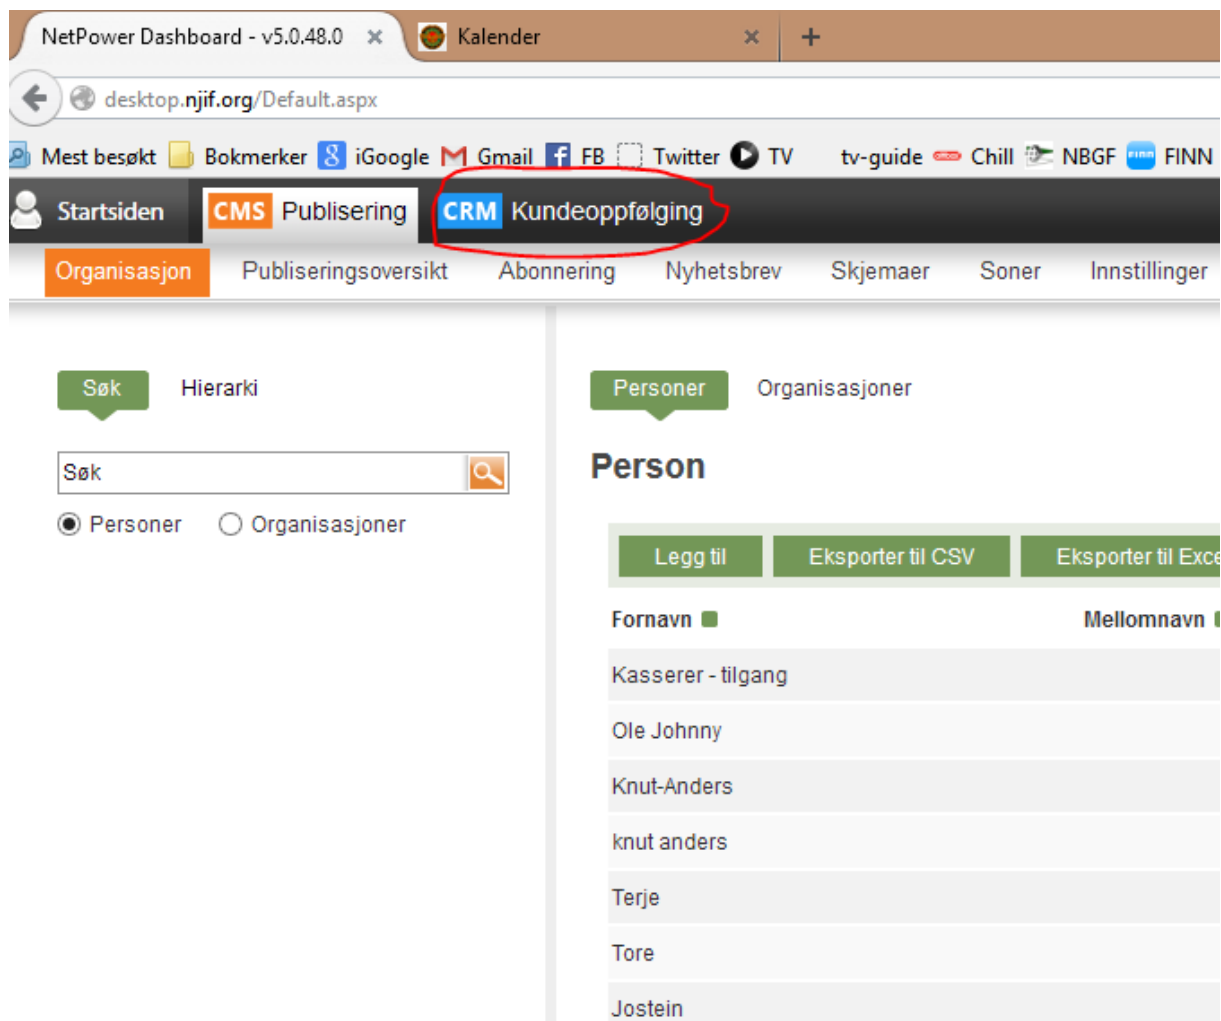 NetPower Dashboard - v5.0.48.0 Kalender
desktop.njif.org/Default.aspx
Mest besøkt Bokmerker iGoogle Gmail FB Twitter TV tv-guide Chill NBGF FINN
Startsiden CMS Publisering CRM Kundeoppfølging
Organisasjon Publiseringsoversikt Abonnering Nyhetsbrev Skjemaer Soner Innstillinger
Søk Hierarki
Personer Organisasjoner
Søk
Person
Personer Organisasjoner
Legg til Eksporter til CSV Eksporter til Exce
Fornavn Mellomnavn
Kasserer - tilgang
Ole Johnny
Knut-Anders
knut anders
Terje
Tore
Jostein